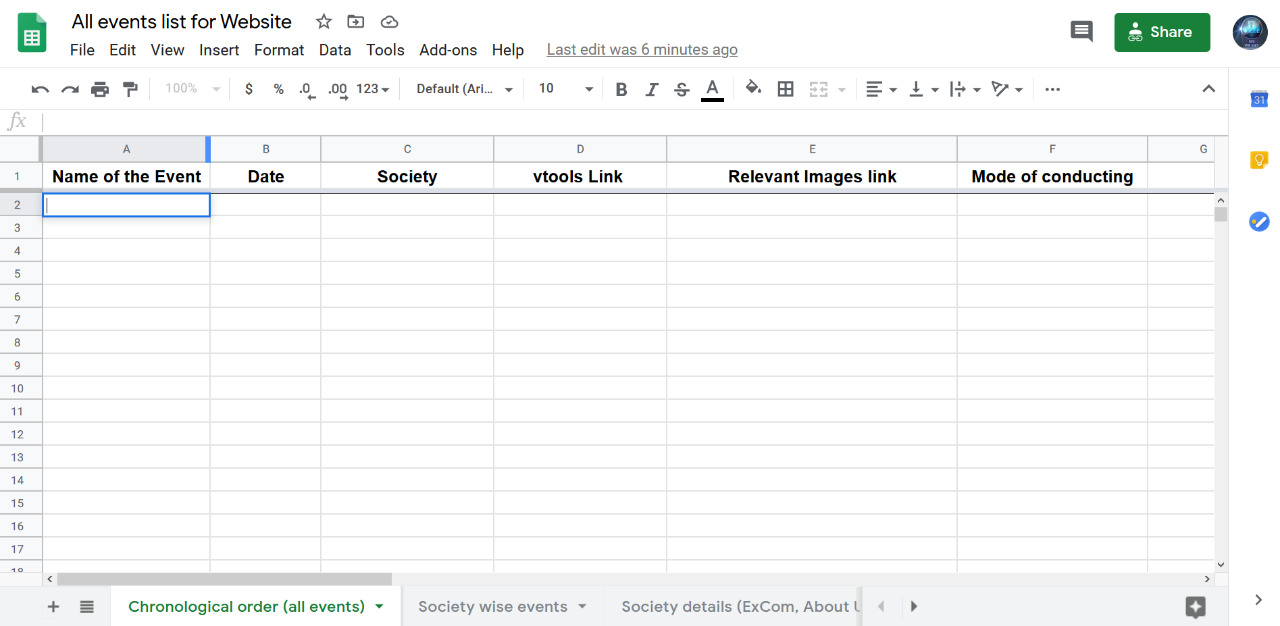 All events list for Website
File Edit View Insert Format Data Tools Add-ons Help Last edit was 6 minutes ago
Share
100% $ % .0 .00 123 Default (Ari... 10 B I S A
31
fx
A B C D E F G
1 Name of the Event Date Society vtools Link Relevant Images link Mode of conducting
2
3
4
5
6
7
8
9
10
11
12
13
14
15
16
17
18
Chronological order (all events) Society wise events Society details (ExCom, About U